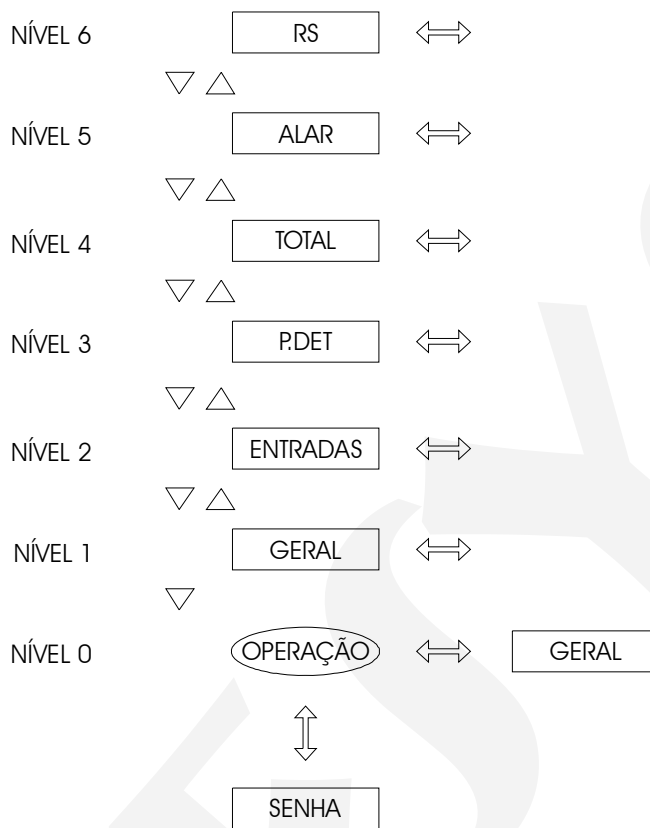 NÍVEL 6 RS
NÍVEL 5 ALAR
NÍVEL 4 TOTAL
NÍVEL 3 P.DET
NÍVEL 2 ENTRADAS
NÍVEL 1 GERAL
NÍVEL 0 OPERAÇÃO GERAL
SENHA